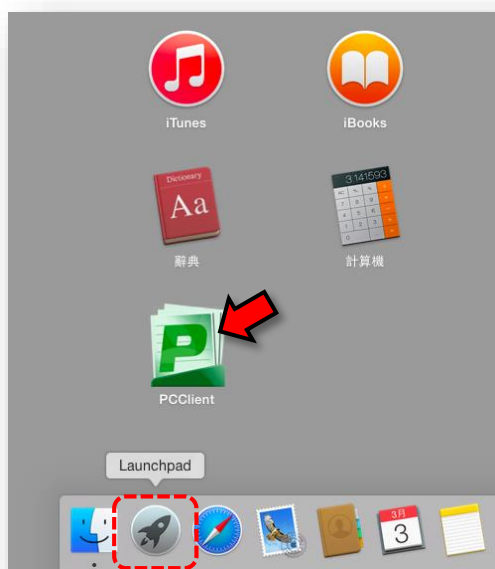 iTunes
iBooks
Dictionary
Aa
3.141593
辭典
計算機
P
PCClient
Launchpad
3月
3